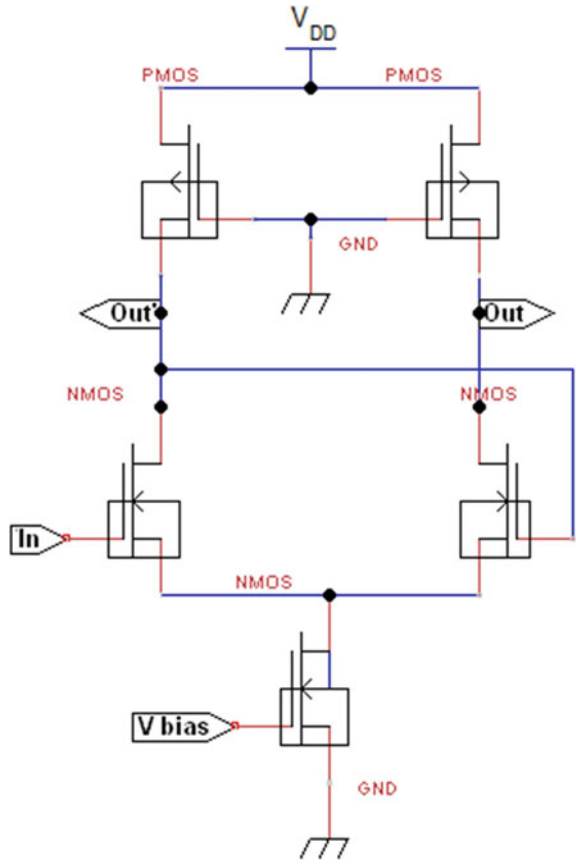 VDD
PMOS PMOS
GND
Out' Out
NMOS NMOS
In
NMOS
V bias
GND